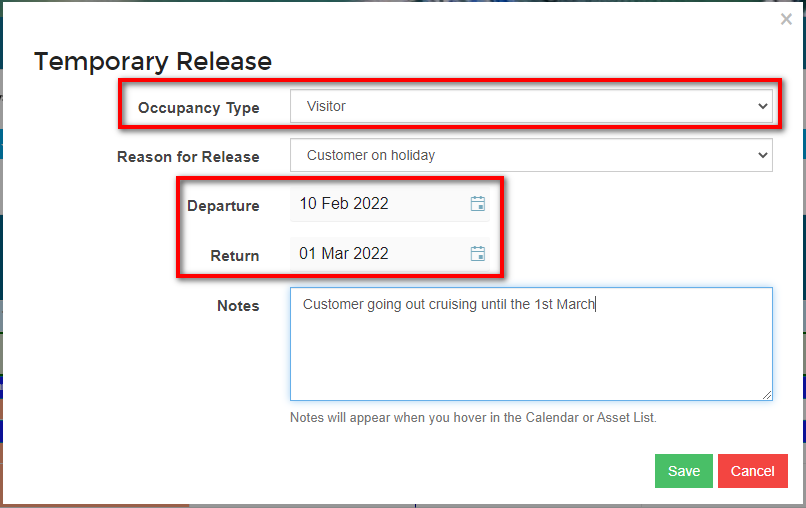 ×
Temporary Release
Occupancy Type Visitor
Reason for Release Customer on holiday
Departure 10 Feb 2022
Return 01 Mar 2022
Notes Customer going out cruising until the 1st March
Notes will appear when you hover in the Calendar or Asset List.
Save Cancel